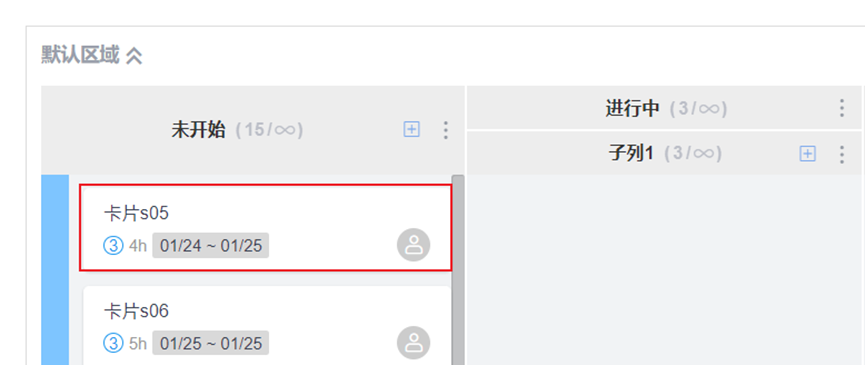 默认区域
未开始 (15/∞)
进行中 (3/∞)
子列1 (3/∞)
卡片s05
③ 4h 01/24 ~ 01/25
卡片s06
③ 5h 01/25 ~ 01/25